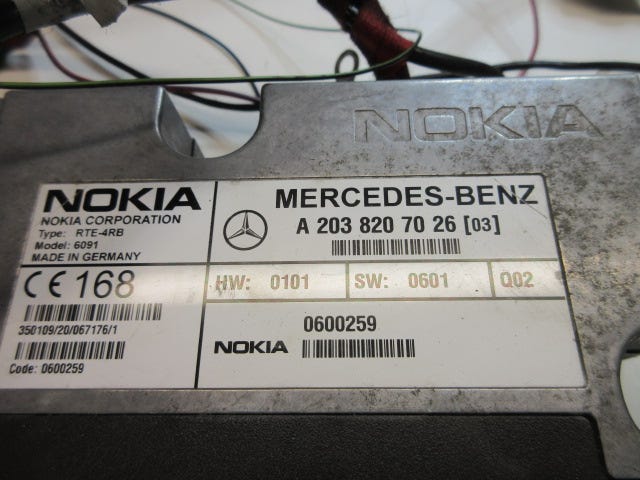 NOKIA
NOKIA
NOKIA CORPORATION
Type: RTE-4RB
Model: 6091
MADE IN GERMANY
CE 168
350109/20/067176/1
Code: 0600259
MERCEDES-BENZ
A 203 820 70 26 [03]
HW: 0101 SW: 0601 Q02
0600259
NOKIA